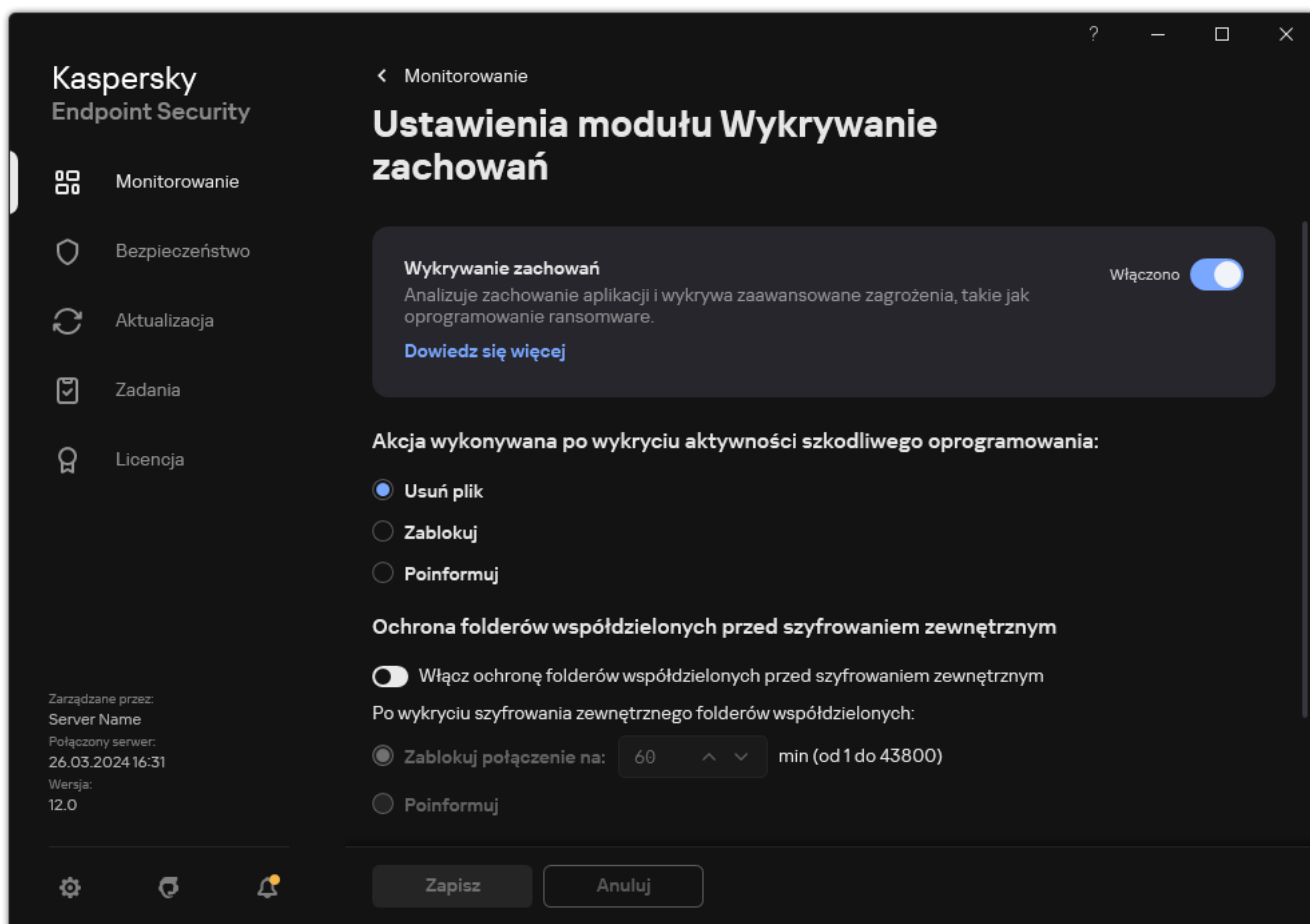 ?
Kaspersky
Endpoint Security
Monitorowanie
Bezpieczeństwo
Aktualizacja
Zadania
Licencja
Zarządzane przez:
Server Name
Połączony serwer:
26.03.2024 16:31
Wersja:
12.0
Monitorowanie
Ustawienia modułu Wykrywanie
zachowań
Wykrywanie zachowań
Włączono
Analizuje zachowanie aplikacji i wykrywa zaawansowane zagrożenia, takie jak
oprogramowanie ransomware.
Dowiedz się więcej
Akcja wykonywana po wykryciu aktywności szkodliwego oprogramowania:
Usuń plik
Zablokuj
Poinformuj
Ochrona folderów współdzielonych przed szyfrowaniem zewnętrznym
Włącz ochronę folderów współdzielonych przed szyfrowaniem zewnętrznym
Po wykryciu szyfrowania zewnętrznego folderów współdzielonych:
Zablokuj połączenie na: 60 min (od 1 do 43800)
Poinformuj
Zapisz
Anuluj